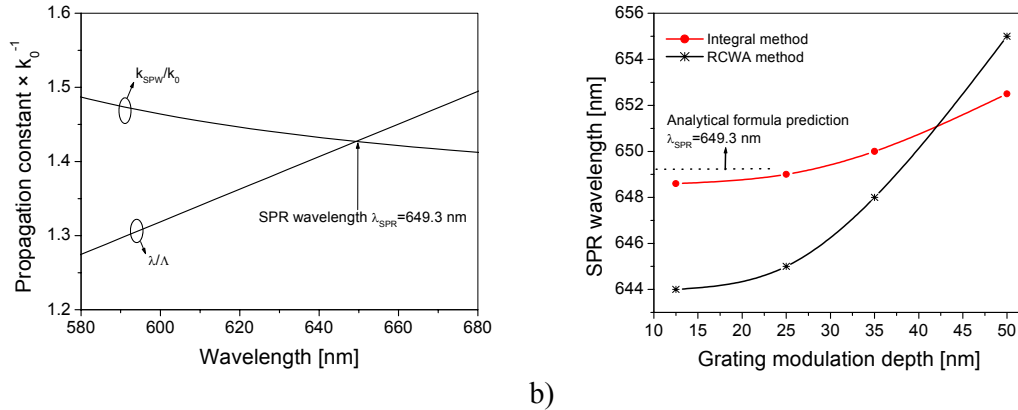 1.6
1.5
1.4
1.3
1.2
580
600
620
640
660
680
Propagation constant × k₀⁻¹
Wavelength [nm]
k_SPW/k₀
λ/Λ
SPR wavelength λ_SPR=649.3 nm
656
654
652
650
648
646
644
10
15
20
25
30
35
40
45
50
SPR wavelength [nm]
Grating modulation depth [nm]
Integral method
RCWA method
Analytical formula prediction
λ_SPR=649.3 nm
b)